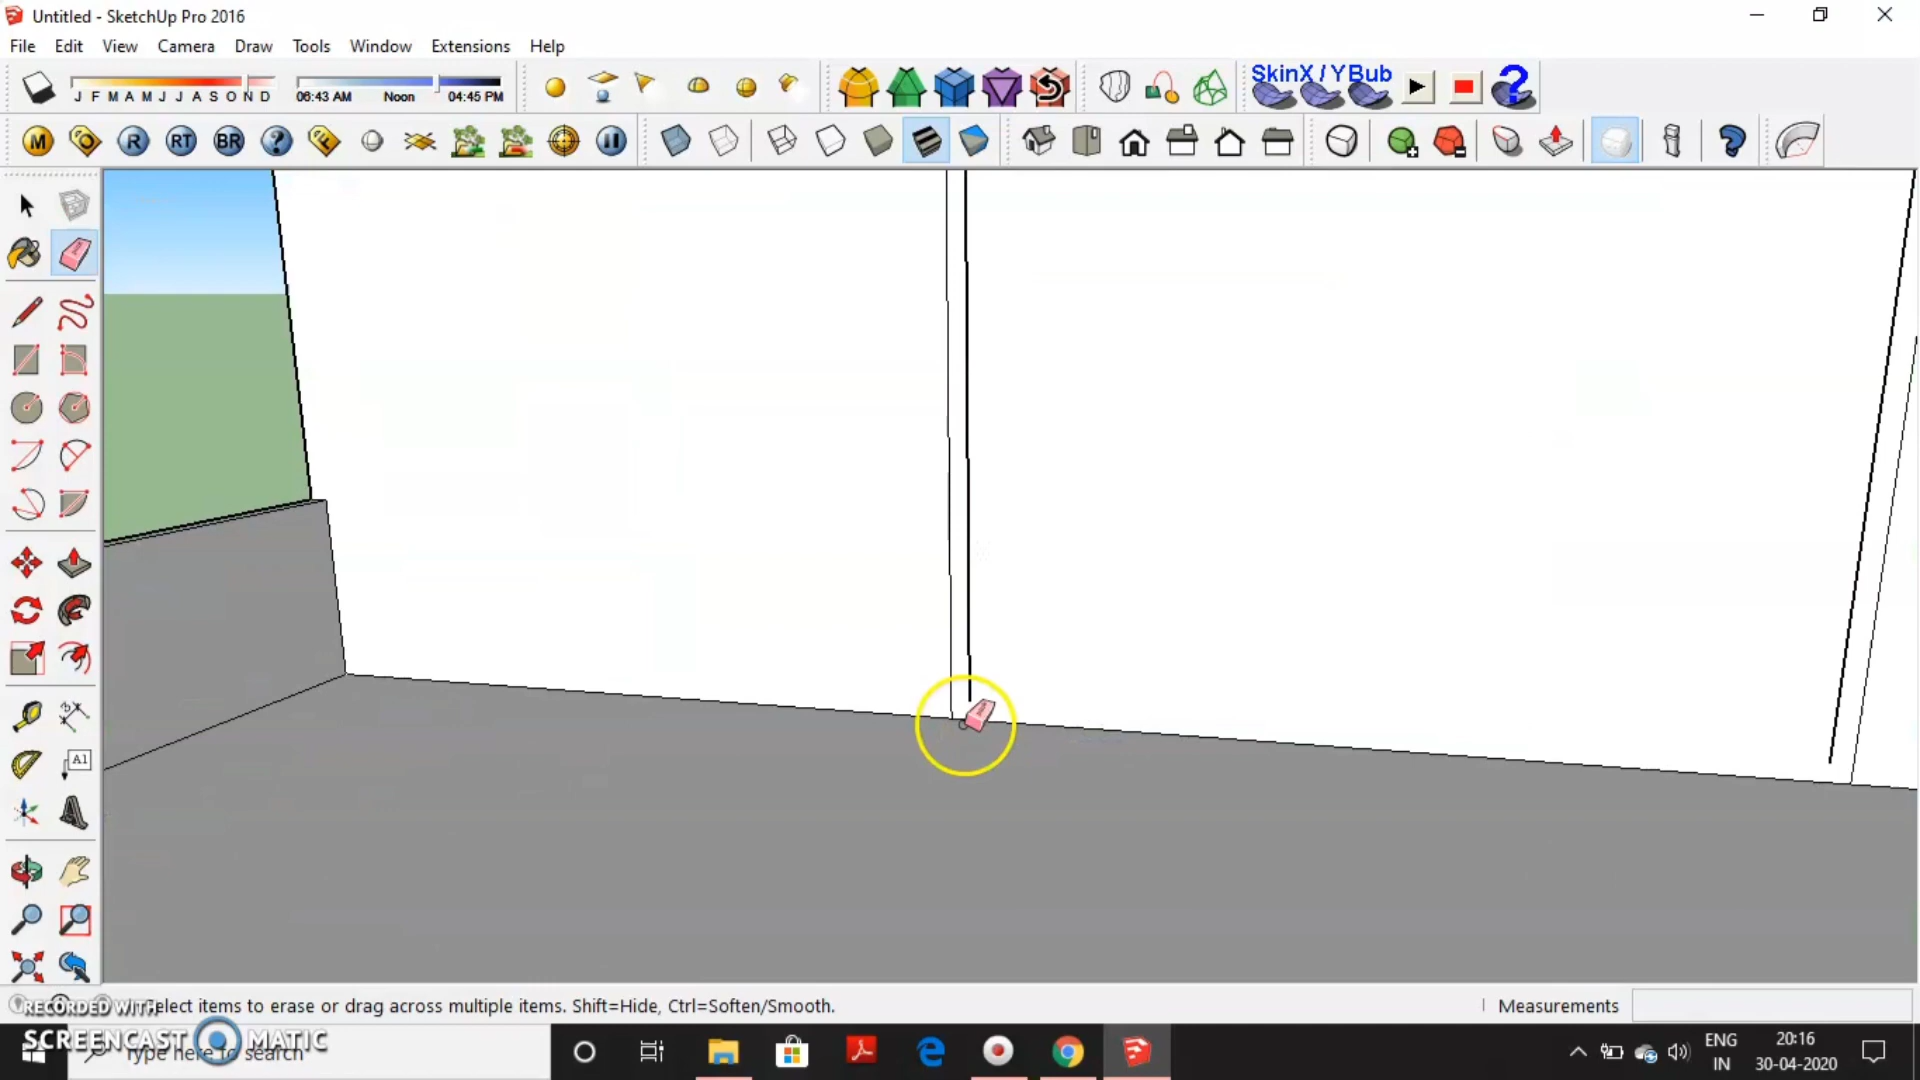 Untitled - SketchUp Pro 2016
File Edit View Camera Draw Tools Window Extensions Help
J F M A M J J A S O N D 06:43 AM Noon 04:45 PM SkinX / YBub ?
M O R RT BR ?
A1
Select items to erase or drag across multiple items. Shift=Hide, Ctrl=Soften/Smooth. Measurements
RECORDED WITH
SCREENCAST MATIC
Type here to search
ENG 20:16
IN 30-04-2020